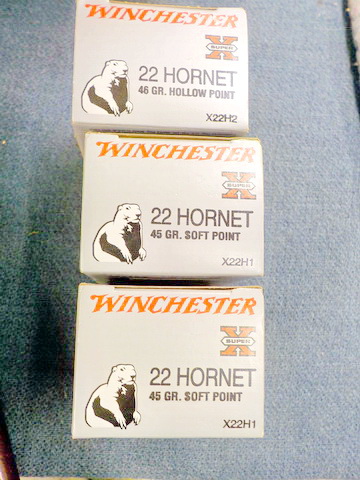 WINCHESTER
SUPER X
22 HORNET
46 GR. HOLLOW POINT
X22H2
WINCHESTER
SUPER X
22 HORNET
45 GR. SOFT POINT
X22H1
WINCHESTER
SUPER X
22 HORNET
45 GR. SOFT POINT
X22H1